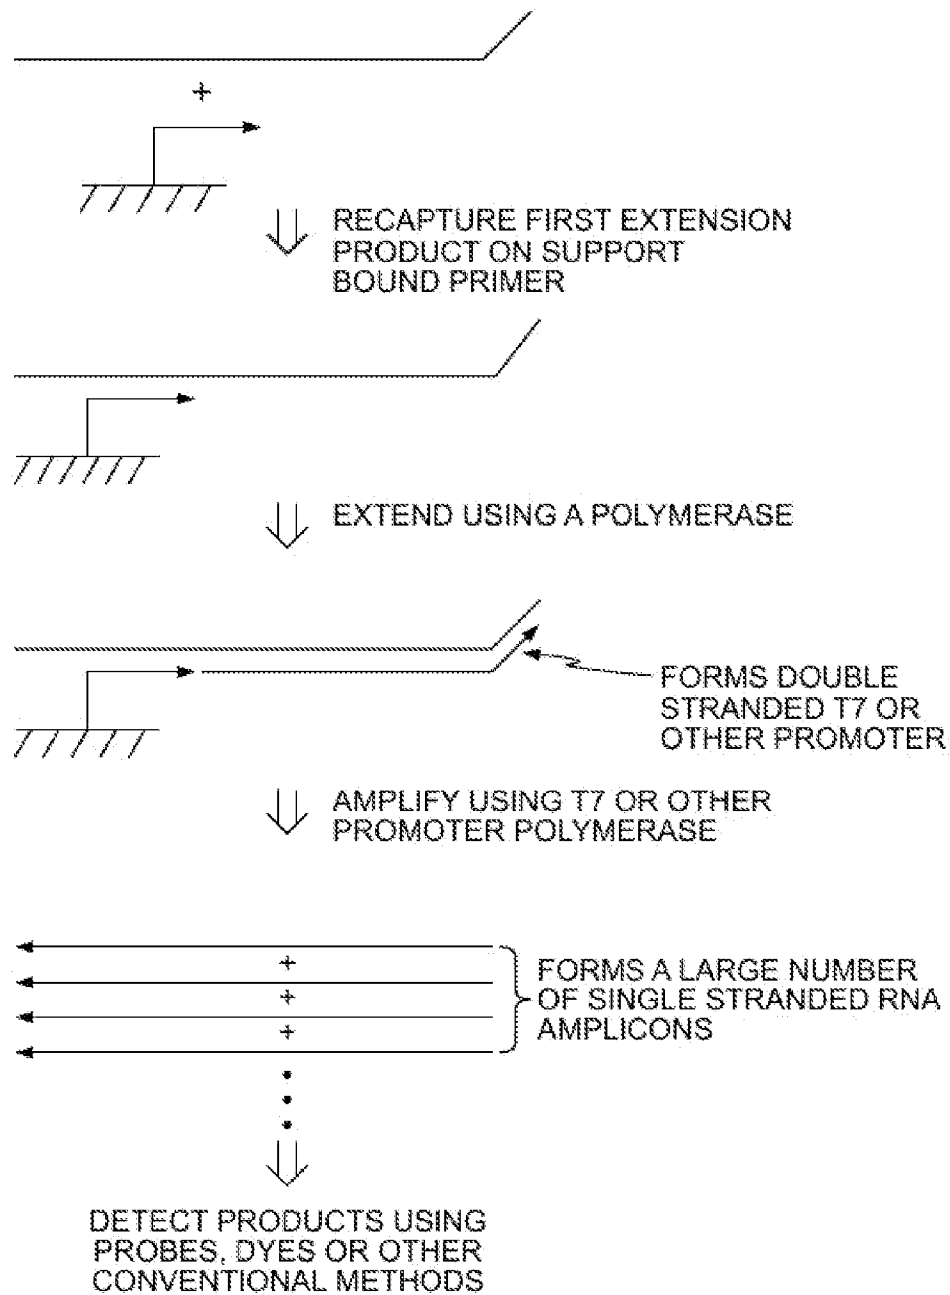 +
RECAPTURE FIRST EXTENSION
PRODUCT ON SUPPORT
BOUND PRIMER
EXTEND USING A POLYMERASE
FORMS DOUBLE
STRANDED T7 OR
OTHER PROMOTER
AMPLIFY USING T7 OR OTHER
PROMOTER POLYMERASE
+
+
+
FORMS A LARGE NUMBER
OF SINGLE STRANDED RNA
AMPLICONS
DETECT PRODUCTS USING
PROBES, DYES OR OTHER
CONVENTIONAL METHODS